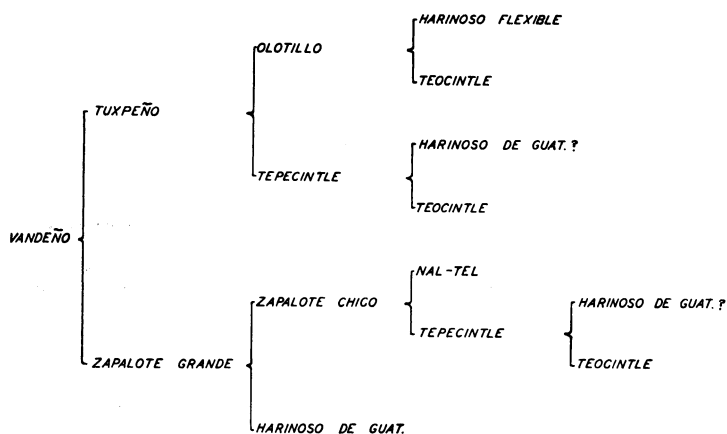 HARINOSO FLEXIBLE
OLOTILLO
TEOCINTLE
TUXPEÑO
HARINOSO DE GUAT.?
TEPECINTLE
TEOCINTLE
VANDEÑO
NAL-TEL
ZAPALOTE CHICO
HARINOSO DE GUAT.?
TEPECINTLE
ZAPALOTE GRANDE
TEOCINTLE
HARINOSO DE GUAT.